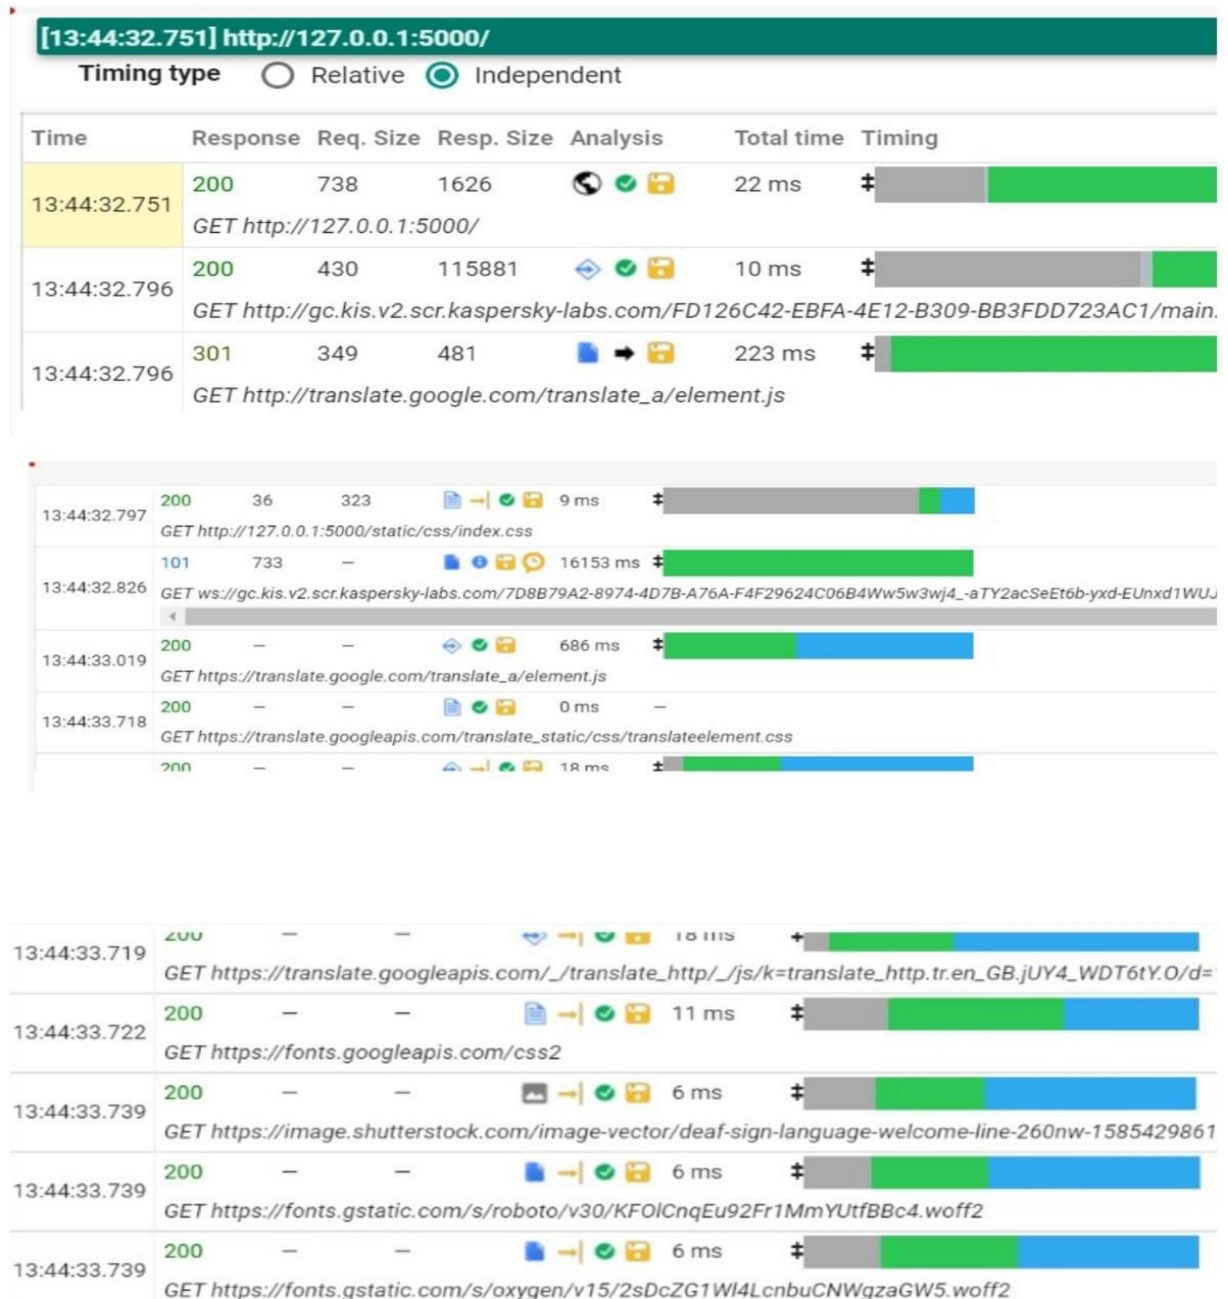 [13:44:32.751] http://127.0.0.1:5000/
Timing type Relative Independent
Time Response Req. Size Resp. Size Analysis Total time Timing
13:44:32.751 200 738 1626 22 ms
GET http://127.0.0.1:5000/
13:44:32.796 200 430 115881 10 ms
GET http://gc.kis.v2.scr.kaspersky-labs.com/FD126C42-EBFA-4E12-B309-BB3FDD723AC1/main.
13:44:32.796 301 349 481 223 ms
GET http://translate.google.com/translate_a/element.js
13:44:32.797 200 36 323 9 ms
GET http://127.0.0.1:5000/static/css/index.css
13:44:32.826 101 733 – 16153 ms
GET ws://gc.kis.v2.scr.kaspersky-labs.com/7D8B79A2-8974-4D7B-A76A-F4F29624C06B4Ww5w3wj4_-aTY2acSeEt6b-yxd-EUnxd1WUJ
13:44:33.019 200 – – 686 ms
GET https://translate.google.com/translate_a/element.js
13:44:33.718 200 – – 0 ms –
GET https://translate.googleapis.com/translate_static/css/translateelement.css
200 – – 18 ms
13:44:33.719 200 – – 18 ms
GET https://translate.googleapis.com/_/translate_http/_/js/k=translate_http.tr.en_GB.jUY4_WDT6tY.O/d=
13:44:33.722 200 – – 11 ms
GET https://fonts.googleapis.com/css2
13:44:33.739 200 – – 6 ms
GET https://image.shutterstock.com/image-vector/deaf-sign-language-welcome-line-260nw-1585429861
13:44:33.739 200 – – 6 ms
GET https://fonts.gstatic.com/s/roboto/v30/KFOlCnqEu92Fr1MmYUtfBBc4.woff2
13:44:33.739 200 – – 6 ms
GET https://fonts.gstatic.com/s/oxygen/v15/2sDcZG1Wl4LcnbuCNWgzaGW5.woff2